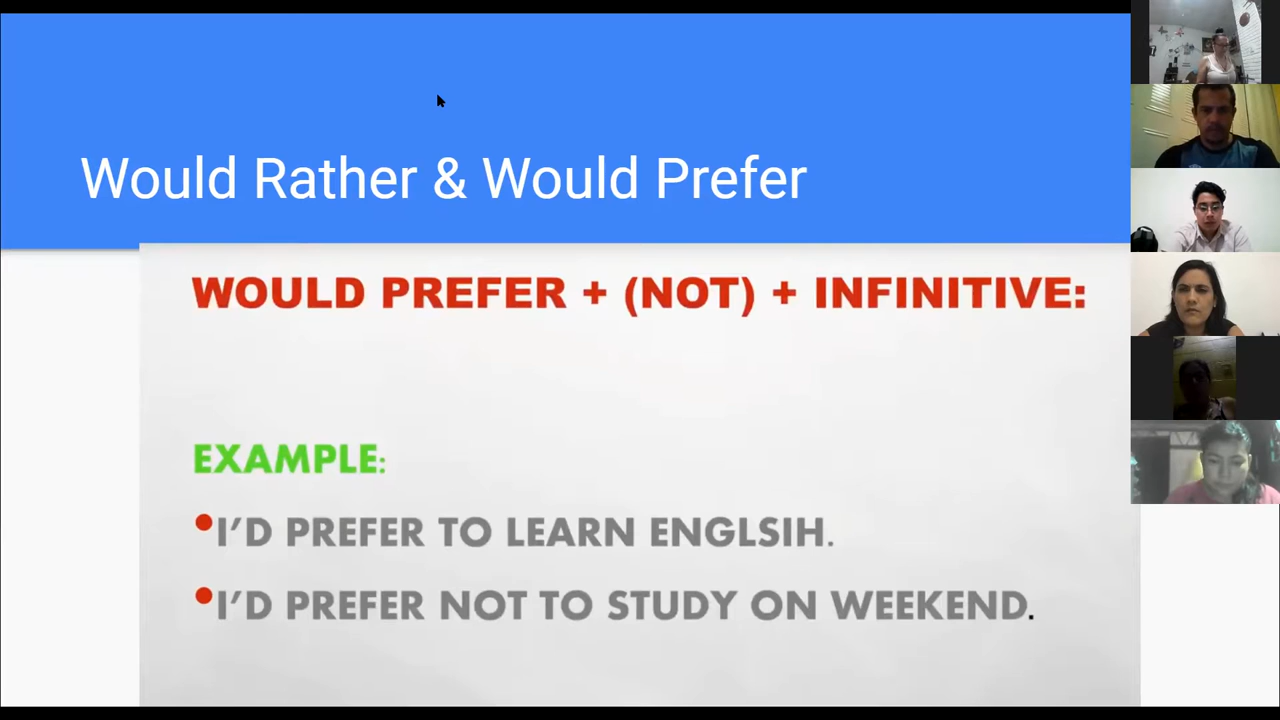 Would Rather & Would Prefer
WOULD PREFER + (NOT) + INFINITIVE:
EXAMPLE:
•I'D PREFER TO LEARN ENGLSIH.
•I'D PREFER NOT TO STUDY ON WEEKEND.